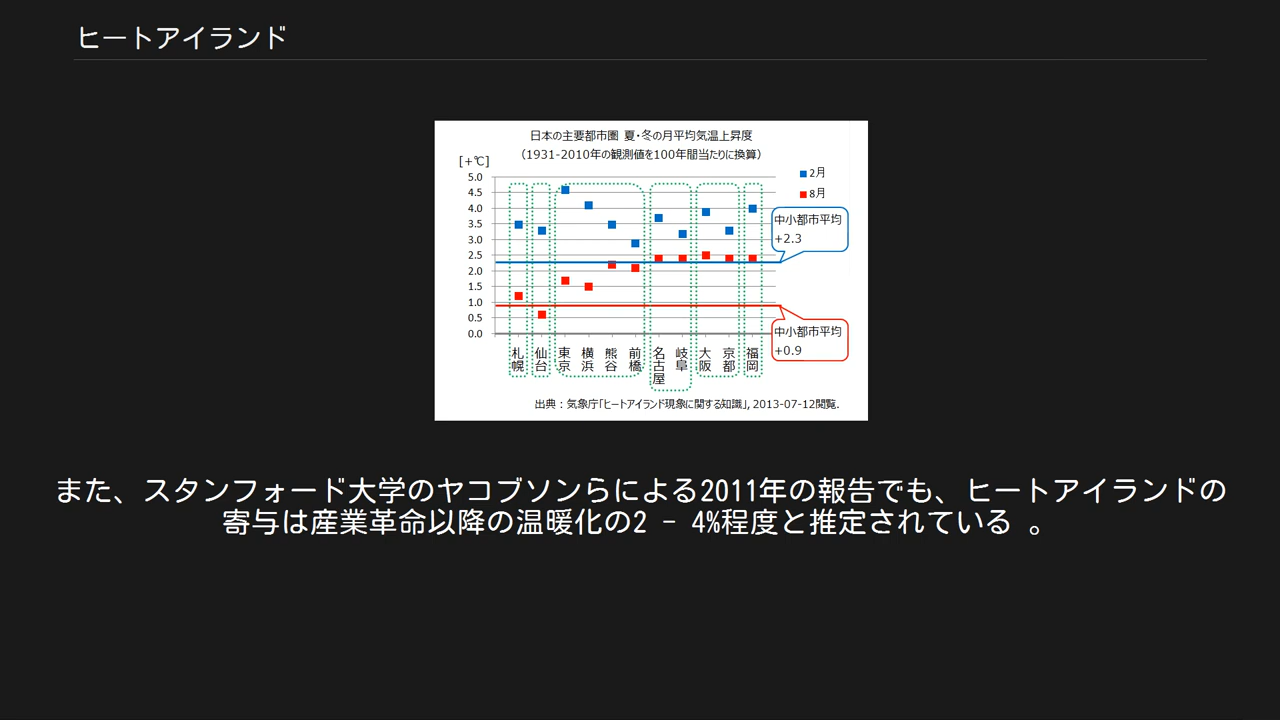 ヒートアイランド
日本の主要都市圏 夏・冬の月平均気温上昇度
（1931-2010年の観測値を100年間当たりに換算）
[+℃]
2月
8月
5.0
4.5
4.0
3.5
3.0
2.5
2.0
1.5
1.0
0.5
0.0
中小都市平均
+2.3
中小都市平均
+0.9
札幌
仙台
東京
横浜
熊谷
前橋
名古屋
岐阜
大阪
京都
福岡
出典：気象庁「ヒートアイランド現象に関する知識」, 2013-07-12閲覧.
また、スタンフォード大学のヤコブソンらによる2011年の報告でも、ヒートアイランドの
寄与は産業革命以降の温暖化の2 - 4%程度と推定されている 。